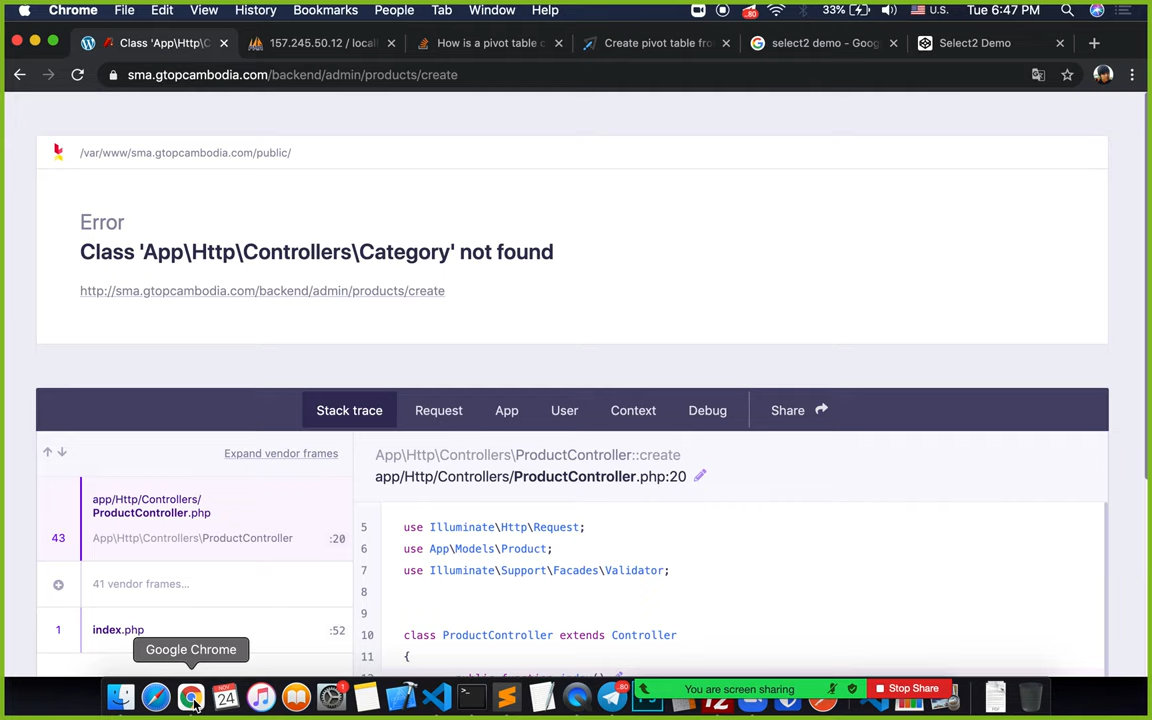 Chrome File Edit View History Bookmarks People Tab Window Help 80 33% U.S. Tue 6:47 PM
Class 'App\Http\C 157.245.50.12 / local How is a pivot table c Create pivot table fro select2 demo - Goog Select2 Demo
sma.gtopcambodia.com/backend/admin/products/create
/var/www/sma.gtopcambodia.com/public/
Error
Class 'App\Http\Controllers\Category' not found
http://sma.gtopcambodia.com/backend/admin/products/create
Stack trace Request App User Context Debug Share
Expand vendor frames
App\Http\Controllers\ProductController::create
app/Http/Controllers/ProductController.php:20
app/Http/Controllers/
ProductController.php
43 App\Http\Controllers\ProductController :20
41 vendor frames...
1 index.php :52
5 use Illuminate\Http\Request;
6 use App\Models\Product;
7 use Illuminate\Support\Facades\Validator;
8
9
10 class ProductController extends Controller
11 {
Google Chrome
NOV
24
1
80
You are screen sharing Stop Share